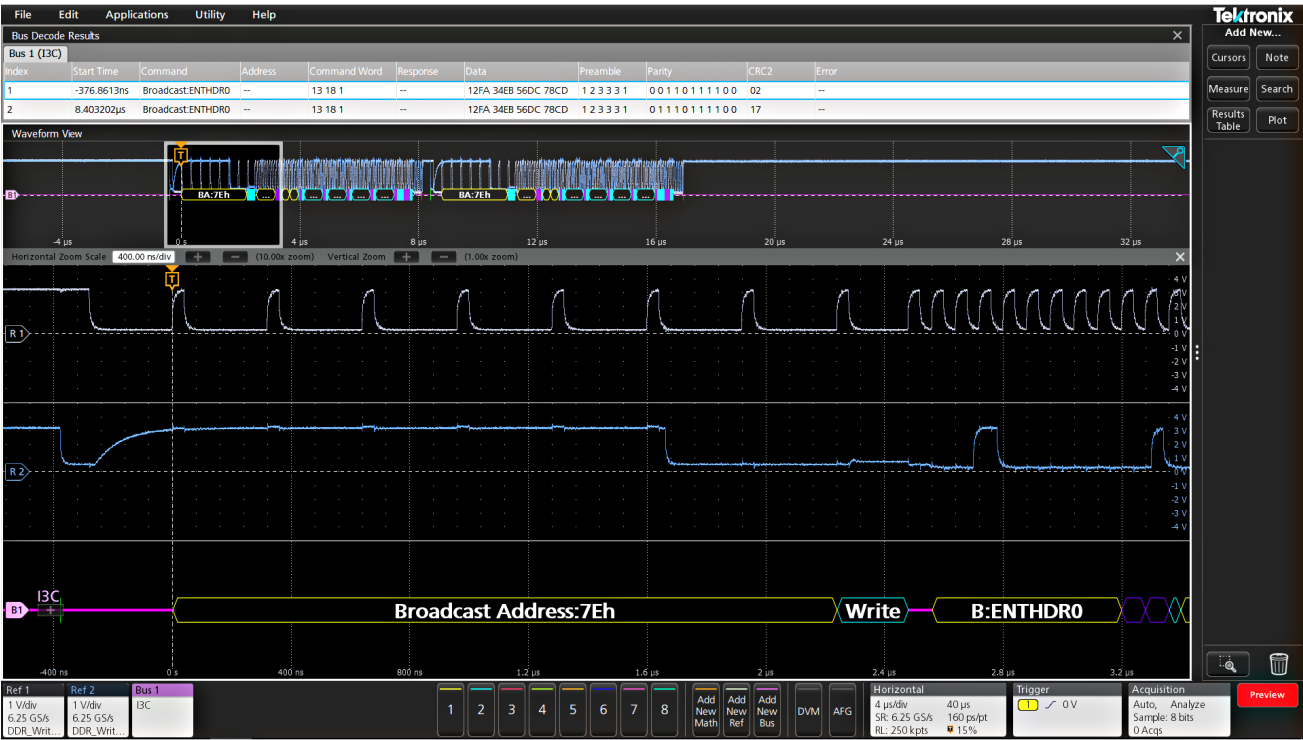 File Edit Applications Utility Help
Tektronix
Add New...
Bus Decode Results
Bus 1 (I3C)
Index Start Time Command Address Command Word Response Data Preamble Parity CRC2 Error
1 -376.8613ns Broadcast:ENTHDR0 -- 13 18 1 -- 12FA 34EB 56DC 78CD 1 2 3 3 3 1 0 0 1 1 0 1 1 1 1 0 0 02 --
2 8.403202µs Broadcast:ENTHDR0 -- 13 18 1 -- 12FA 34EB 56DC 78CD 1 2 3 3 3 1 0 1 1 1 0 1 1 1 1 0 0 17 --
Cursors Note
Measure Search
Results Table Plot
Waveform View
T
B1 BA:7Eh ... ... ... ... ... BA:7Eh ... ... ... ... ...
-4 µs 0 s 4 µs 8 µs 12 µs 16 µs 20 µs 24 µs 28 µs 32 µs
Horizontal Zoom Scale 400.00 ns/div + − (10.00x zoom) Vertical Zoom + − (1.00x zoom)
T
4 V
3 V
2 V
1 V
R 1 0 V
-1 V
-2 V
-3 V
-4 V
4 V
3 V
2 V
1 V
R 2 0 V
-1 V
-2 V
-3 V
-4 V
I3C
B1 + Broadcast Address:7Eh Write B:ENTHDR0
-400 ns 0 s 400 ns 800 ns 1.2 µs 1.6 µs 2 µs 2.4 µs 2.8 µs 3.2 µs
Ref 1
1 V/div
6.25 GS/s
DDR_Writ...
Ref 2
1 V/div
6.25 GS/s
DDR_Writ...
Bus 1
I3C
1 2 3 4 5 6 7 8
Add New Math
Add New Ref
Add New Bus
DVM
AFG
Horizontal
4 µs/div 40 µs
SR: 6.25 GS/s 160 ps/pt
RL: 250 kpts 15%
Trigger
1 0 V
Acquisition
Auto, Analyze
Sample: 8 bits
0 Acqs
Preview